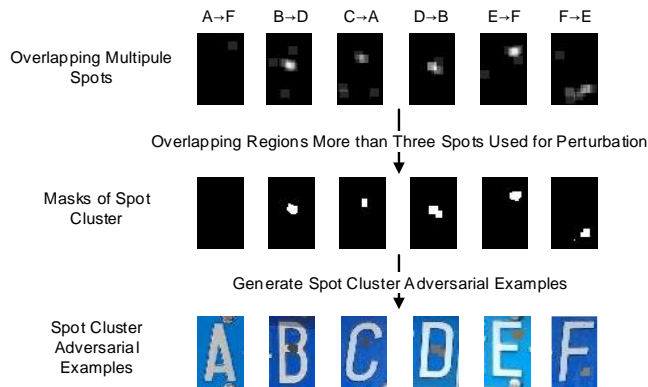 A→F B→D C→A D→B E→F F→E
Overlapping Multipule
Spots
Overlapping Regions More than Three Spots Used for Perturbation
Masks of Spot
Cluster
Generate Spot Cluster Adversarial Examples
Spot Cluster
Adversarial
Examples
A B C D E F